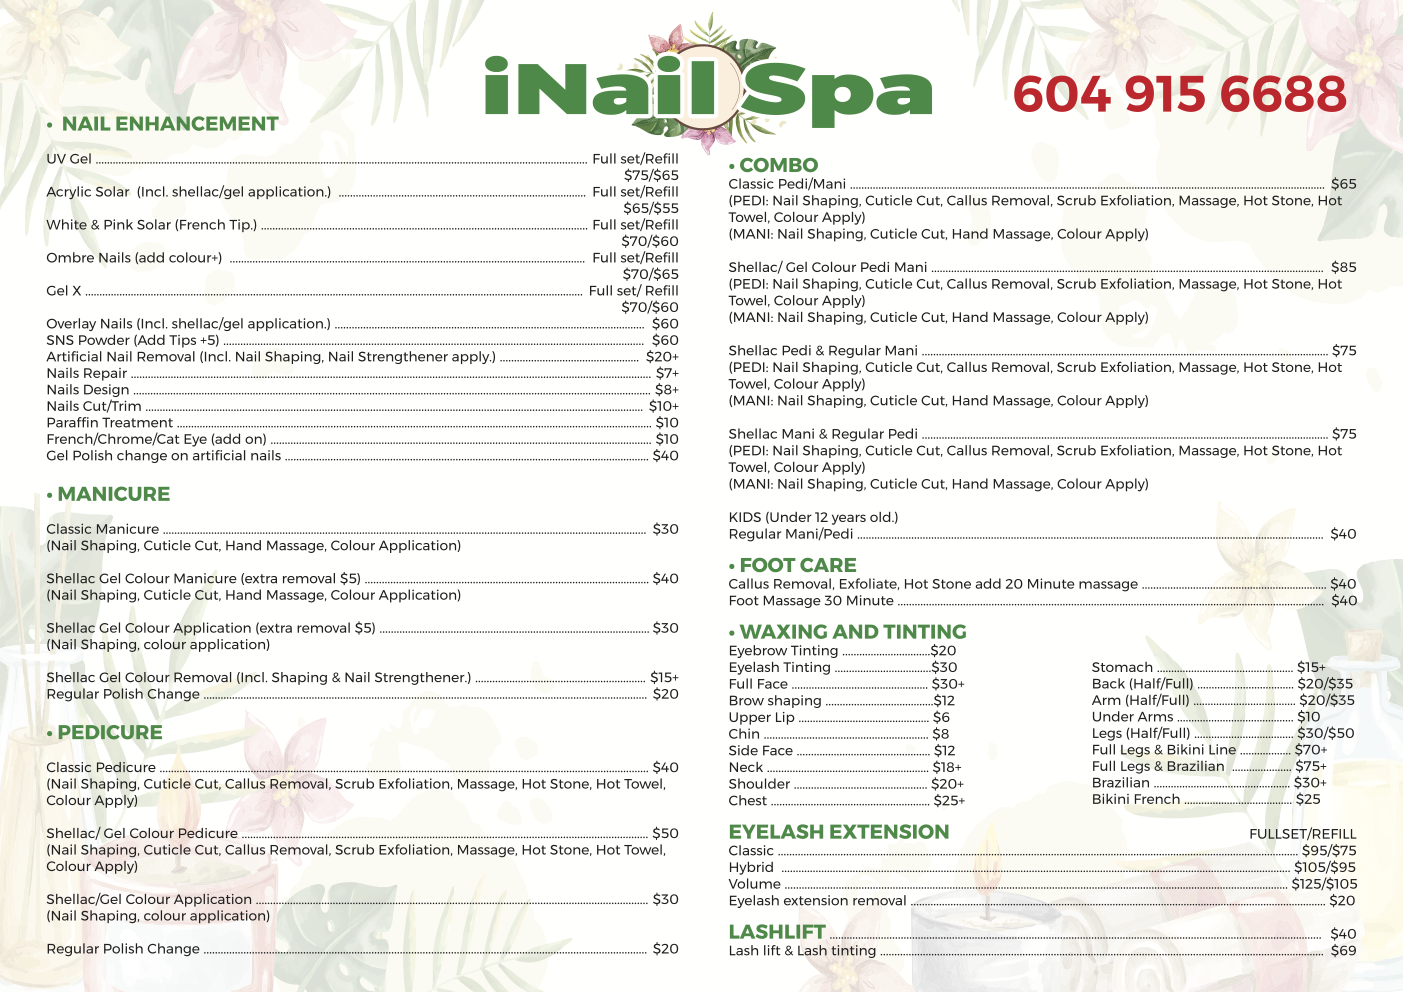 iNail Spa
604 915 6688
• NAIL ENHANCEMENT
UV Gel ........ Full set/Refill
$75/$65
Acrylic Solar (Incl. shellac/gel application.) ........ Full set/Refill
$65/$55
White & Pink Solar (French Tip.) ........ Full set/Refill
$70/$60
Ombre Nails (add colour+) ........ Full set/Refill
$70/$65
Gel X ........ Full set/ Refill
$70/$60
Overlay Nails (Incl. shellac/gel application.) ........ $60
SNS Powder (Add Tips +5) ........ $60
Artificial Nail Removal (Incl. Nail Shaping, Nail Strengthener apply.) ........ $20+
Nails Repair ........ $7+
Nails Design ........ $8+
Nails Cut/Trim ........ $10+
Paraffin Treatment ........ $10
French/Chrome/Cat Eye (add on) ........ $10
Gel Polish change on artificial nails ........ $40
• MANICURE
Classic Manicure ........ $30
(Nail Shaping, Cuticle Cut, Hand Massage, Colour Application)
Shellac Gel Colour Manicure (extra removal $5) ........ $40
(Nail Shaping, Cuticle Cut, Hand Massage, Colour Application)
Shellac Gel Colour Application (extra removal $5) ........ $30
(Nail Shaping, colour application)
Shellac Gel Colour Removal (Incl. Shaping & Nail Strengthener.) ........ $15+
Regular Polish Change ........ $20
• PEDICURE
Classic Pedicure ........ $40
(Nail Shaping, Cuticle Cut, Callus Removal, Scrub Exfoliation, Massage, Hot Stone, Hot Towel,
Colour Apply)
Shellac/ Gel Colour Pedicure ........ $50
(Nail Shaping, Cuticle Cut, Callus Removal, Scrub Exfoliation, Massage, Hot Stone, Hot Towel,
Colour Apply)
Shellac/Gel Colour Application ........ $30
(Nail Shaping, colour application)
Regular Polish Change ........ $20
• COMBO
Classic Pedi/Mani ........ $65
(PEDI: Nail Shaping, Cuticle Cut, Callus Removal, Scrub Exfoliation, Massage, Hot Stone, Hot
Towel, Colour Apply)
(MANI: Nail Shaping, Cuticle Cut, Hand Massage, Colour Apply)
Shellac/ Gel Colour Pedi Mani ........ $85
(PEDI: Nail Shaping, Cuticle Cut, Callus Removal, Scrub Exfoliation, Massage, Hot Stone, Hot
Towel, Colour Apply)
(MANI: Nail Shaping, Cuticle Cut, Hand Massage, Colour Apply)
Shellac Pedi & Regular Mani ........ $75
(PEDI: Nail Shaping, Cuticle Cut, Callus Removal, Scrub Exfoliation, Massage, Hot Stone, Hot
Towel, Colour Apply)
(MANI: Nail Shaping, Cuticle Cut, Hand Massage, Colour Apply)
Shellac Mani & Regular Pedi ........ $75
(PEDI: Nail Shaping, Cuticle Cut, Callus Removal, Scrub Exfoliation, Massage, Hot Stone, Hot
Towel, Colour Apply)
(MANI: Nail Shaping, Cuticle Cut, Hand Massage, Colour Apply)
KIDS (Under 12 years old.)
Regular Mani/Pedi ........ $40
• FOOT CARE
Callus Removal, Exfoliate, Hot Stone add 20 Minute massage ........ $40
Foot Massage 30 Minute ........ $40
• WAXING AND TINTING
Eyebrow Tinting ........$20
Eyelash Tinting ........$30
Full Face ........ $30+
Brow shaping ........$12
Upper Lip ........ $6
Chin ........ $8
Side Face ........ $12
Neck ........ $18+
Shoulder ........ $20+
Chest ........ $25+
Stomach ........ $15+
Back (Half/Full) ........ $20/$35
Arm (Half/Full) ........ $20/$35
Under Arms ........ $10
Legs (Half/Full) ........ $30/$50
Full Legs & Bikini Line ........ $70+
Full Legs & Brazilian ........ $75+
Brazilian ........ $30+
Bikini French ........ $25
EYELASH EXTENSION FULLSET/REFILL
Classic ........ $95/$75
Hybrid ........ $105/$95
Volume ........ $125/$105
Eyelash extension removal ........ $20
LASHLIFT ........ $40
Lash lift & Lash tinting ........ $69